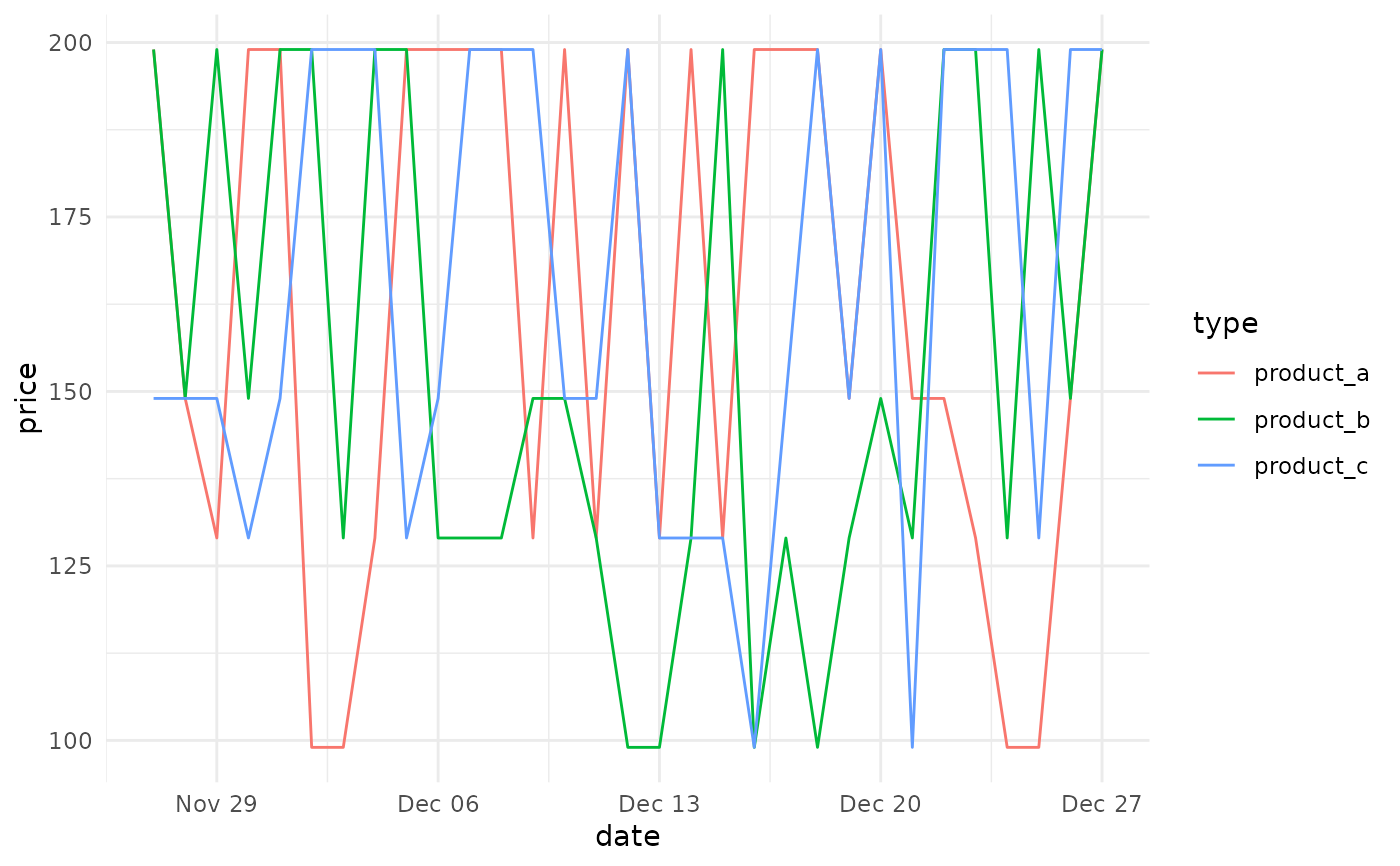 200
175
150
125
100
price
Nov 29
Dec 06
Dec 13
Dec 20
Dec 27
date
type
product_a
product_b
product_c